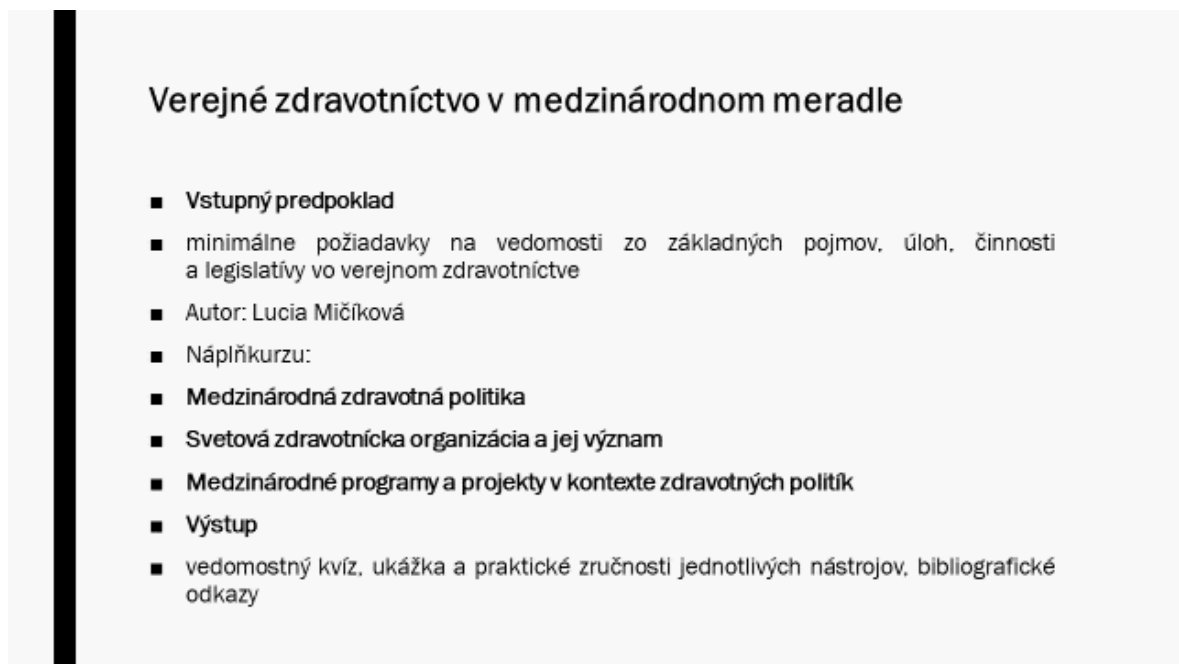 Verejné zdravotníctvo v medzinárodnom meradle
■ Vstupný predpoklad
■ minimálne požiadavky na vedomosti zo základných pojmov, úloh, činnosti
a legislatívy vo verejnom zdravotníctve
■ Autor: Lucia Mičíková
■ Náplňkurzu:
■ Medzinárodná zdravotná politika
■ Svetová zdravotnícka organizácia a jej význam
■ Medzinárodné programy a projekty v kontexte zdravotných politík
■ Výstup
■ vedomostný kvíz, ukážka a praktické zručnosti jednotlivých nástrojov, bibliografické
odkazy